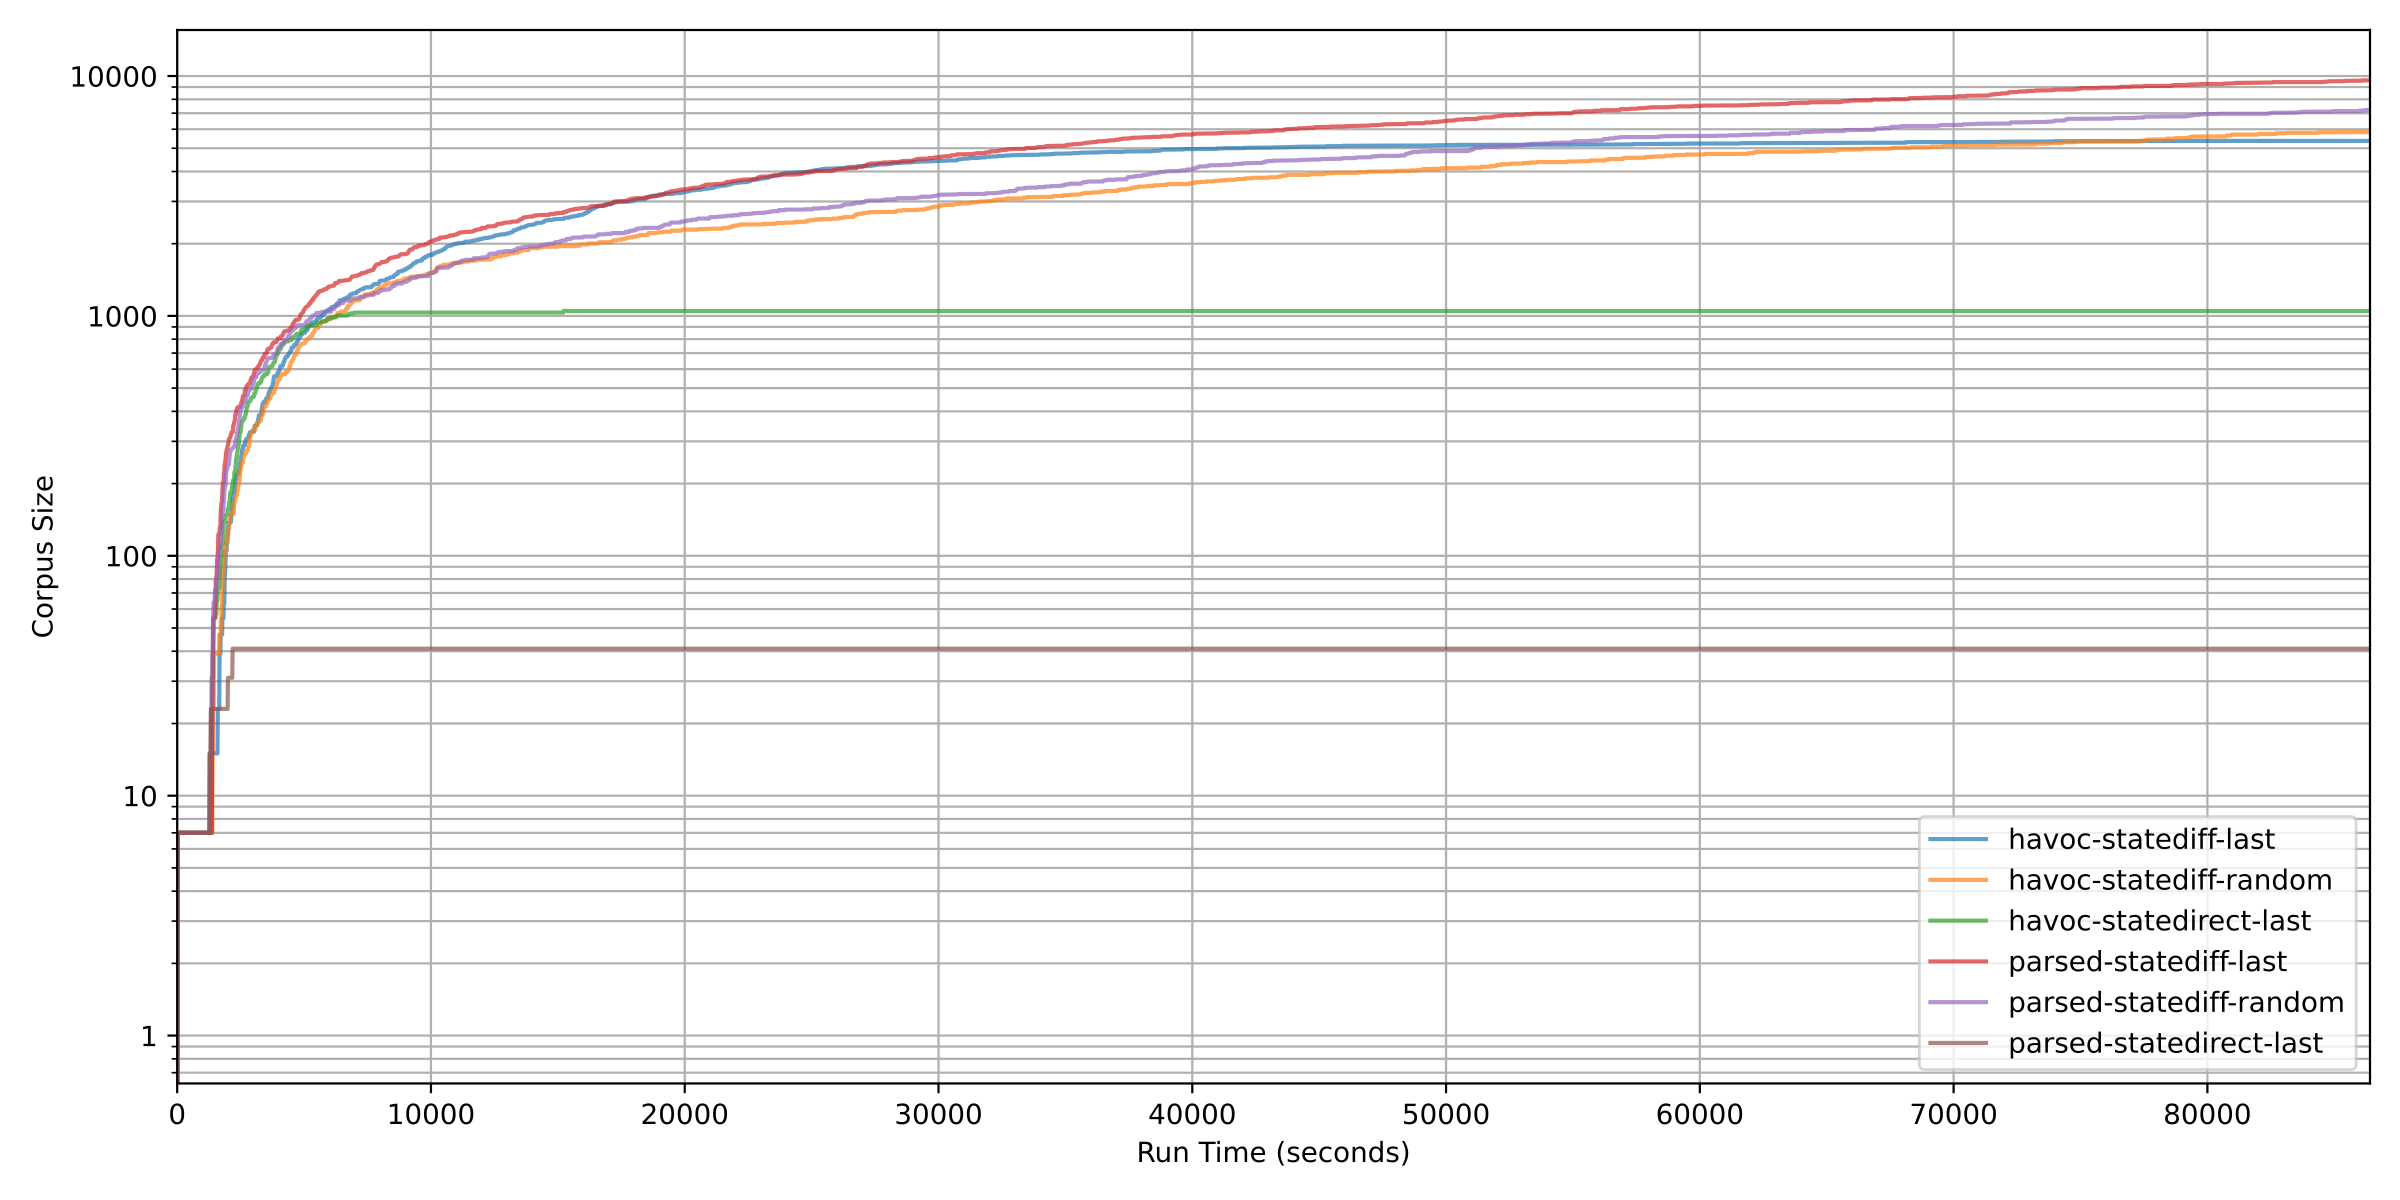 10000
1000
100
10
1
Corpus Size
0 10000 20000 30000 40000 50000 60000 70000 80000
Run Time (seconds)
havoc-statediff-last
havoc-statediff-random
havoc-statedirect-last
parsed-statediff-last
parsed-statediff-random
parsed-statedirect-last